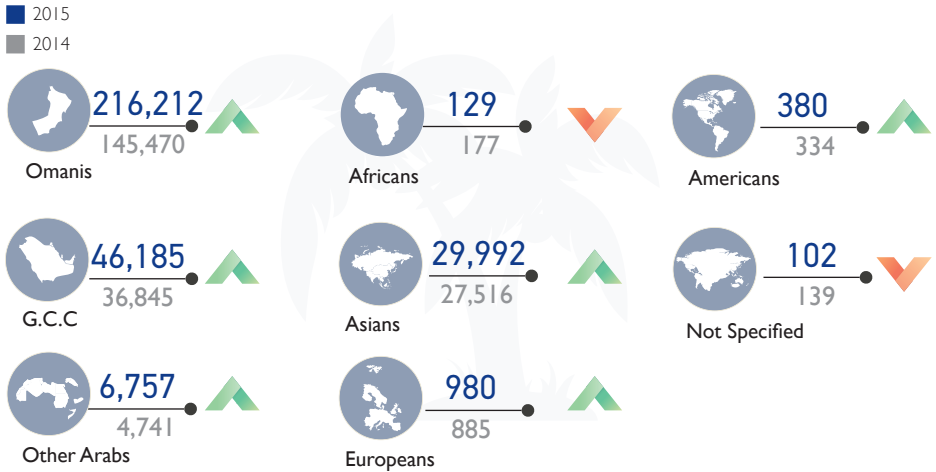 2015
2014
216,212
145,470
Omanis
129
177
Africans
380
334
Americans
46,185
36,845
G.C.C
29,992
27,516
Asians
102
139
Not Specified
6,757
4,741
Other Arabs
980
885
Europeans